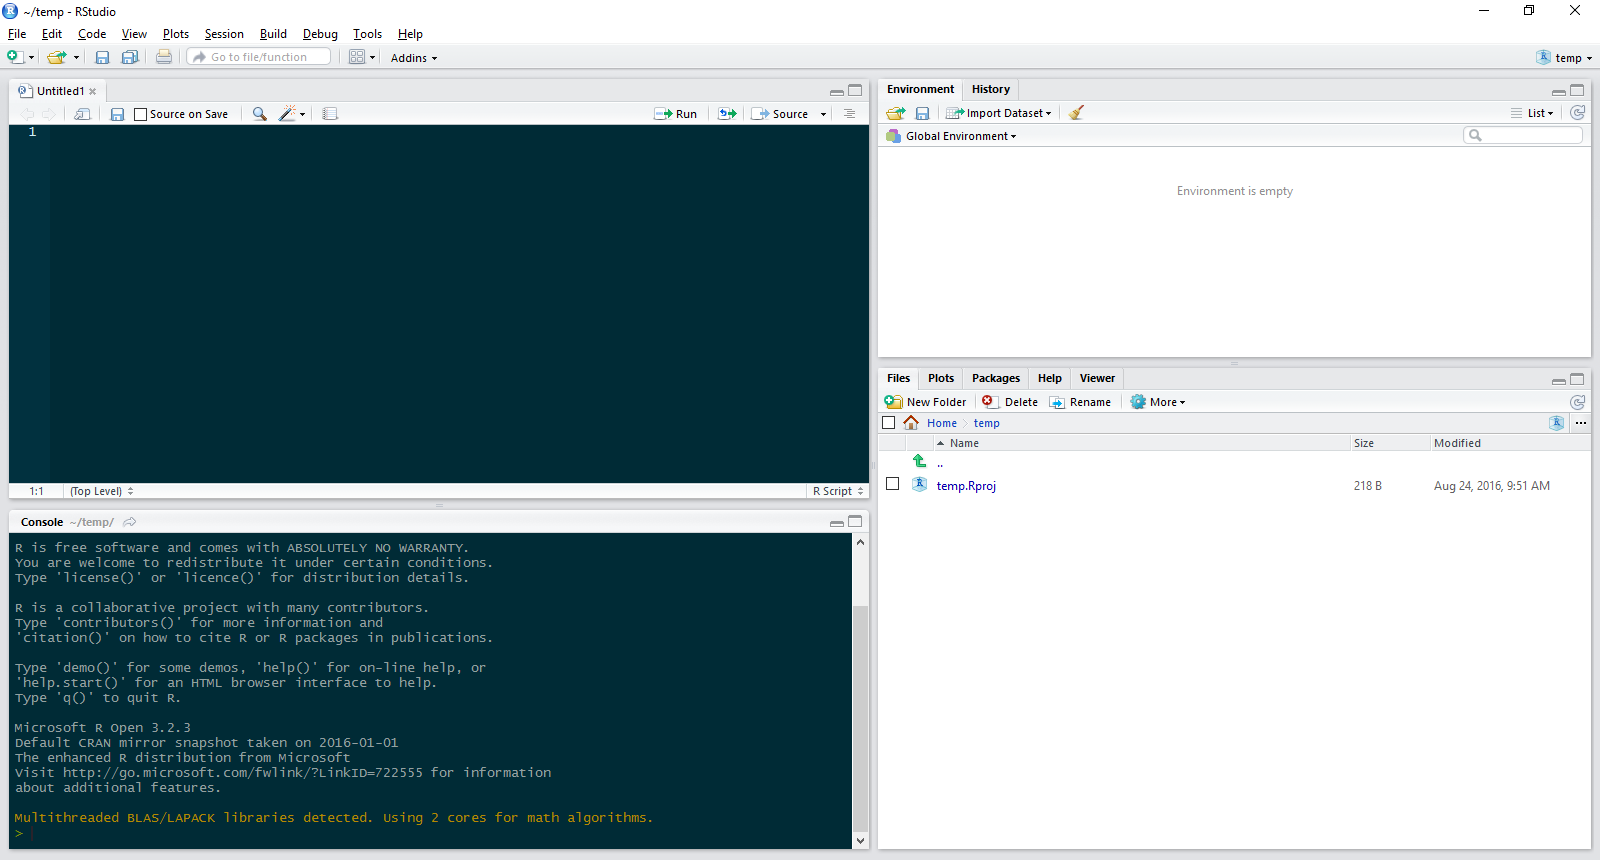 ~/temp - RStudio
File Edit Code View Plots Session Build Debug Tools Help
Go to file/function Addins temp
Untitled1
Source on Save Run Source
1
1:1 (Top Level) R Script
Console ~/temp/
R is free software and comes with ABSOLUTELY NO WARRANTY.
You are welcome to redistribute it under certain conditions.
Type 'license()' or 'licence()' for distribution details.
R is a collaborative project with many contributors.
Type 'contributors()' for more information and
'citation()' on how to cite R or R packages in publications.
Type 'demo()' for some demos, 'help()' for on-line help, or
'help.start()' for an HTML browser interface to help.
Type 'q()' to quit R.
Microsoft R Open 3.2.3
Default CRAN mirror snapshot taken on 2016-01-01
The enhanced R distribution from Microsoft
Visit http://go.microsoft.com/fwlink/?LinkID=722555 for information
about additional features.
Multithreaded BLAS/LAPACK libraries detected. Using 2 cores for math algorithms.
>
Environment History
Import Dataset List
Global Environment
Environment is empty
Files Plots Packages Help Viewer
New Folder Delete Rename More
Home temp ...
Name Size Modified
..
temp.Rproj 218 B Aug 24, 2016, 9:51 AM